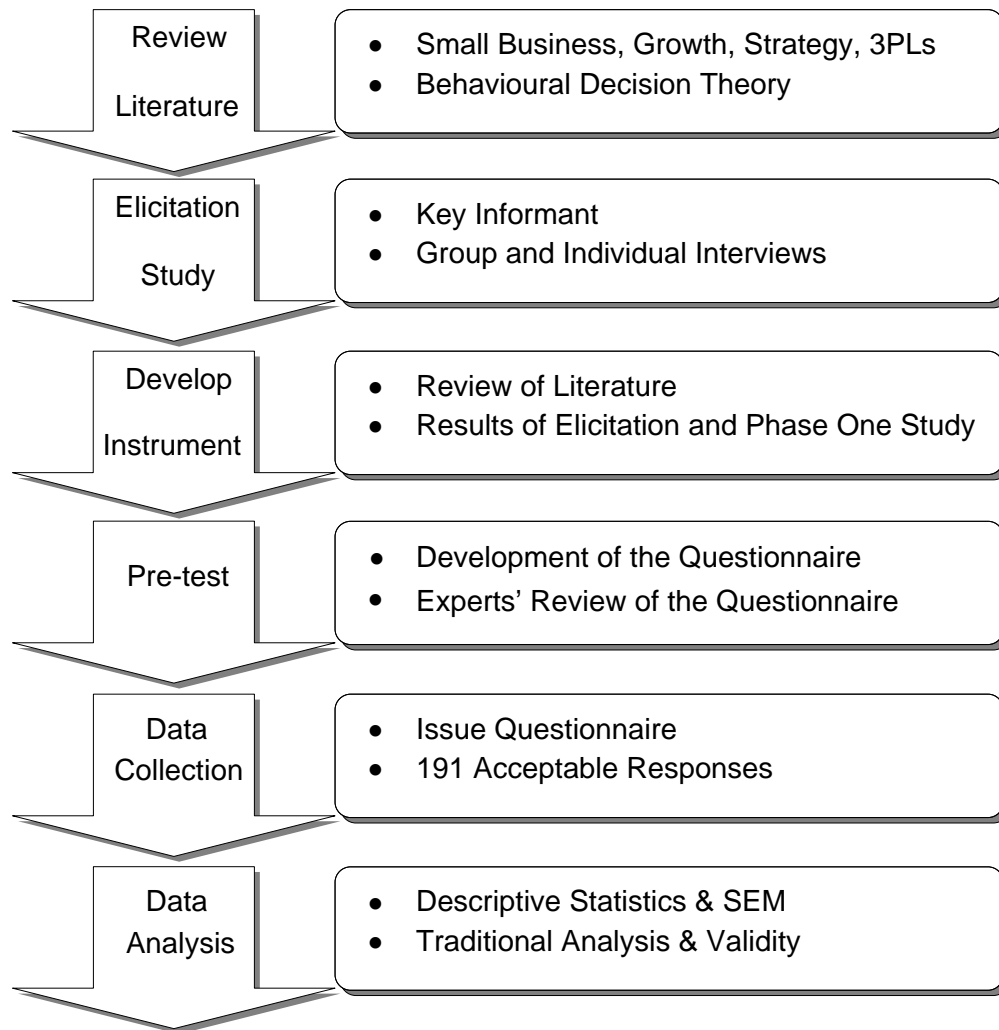 Review
Literature
• Small Business, Growth, Strategy, 3PLs
• Behavioural Decision Theory
Elicitation
Study
• Key Informant
• Group and Individual Interviews
Develop
Instrument
• Review of Literature
• Results of Elicitation and Phase One Study
Pre-test
• Development of the Questionnaire
• Experts’ Review of the Questionnaire
Data
Collection
• Issue Questionnaire
• 191 Acceptable Responses
Data
Analysis
• Descriptive Statistics & SEM
• Traditional Analysis & Validity